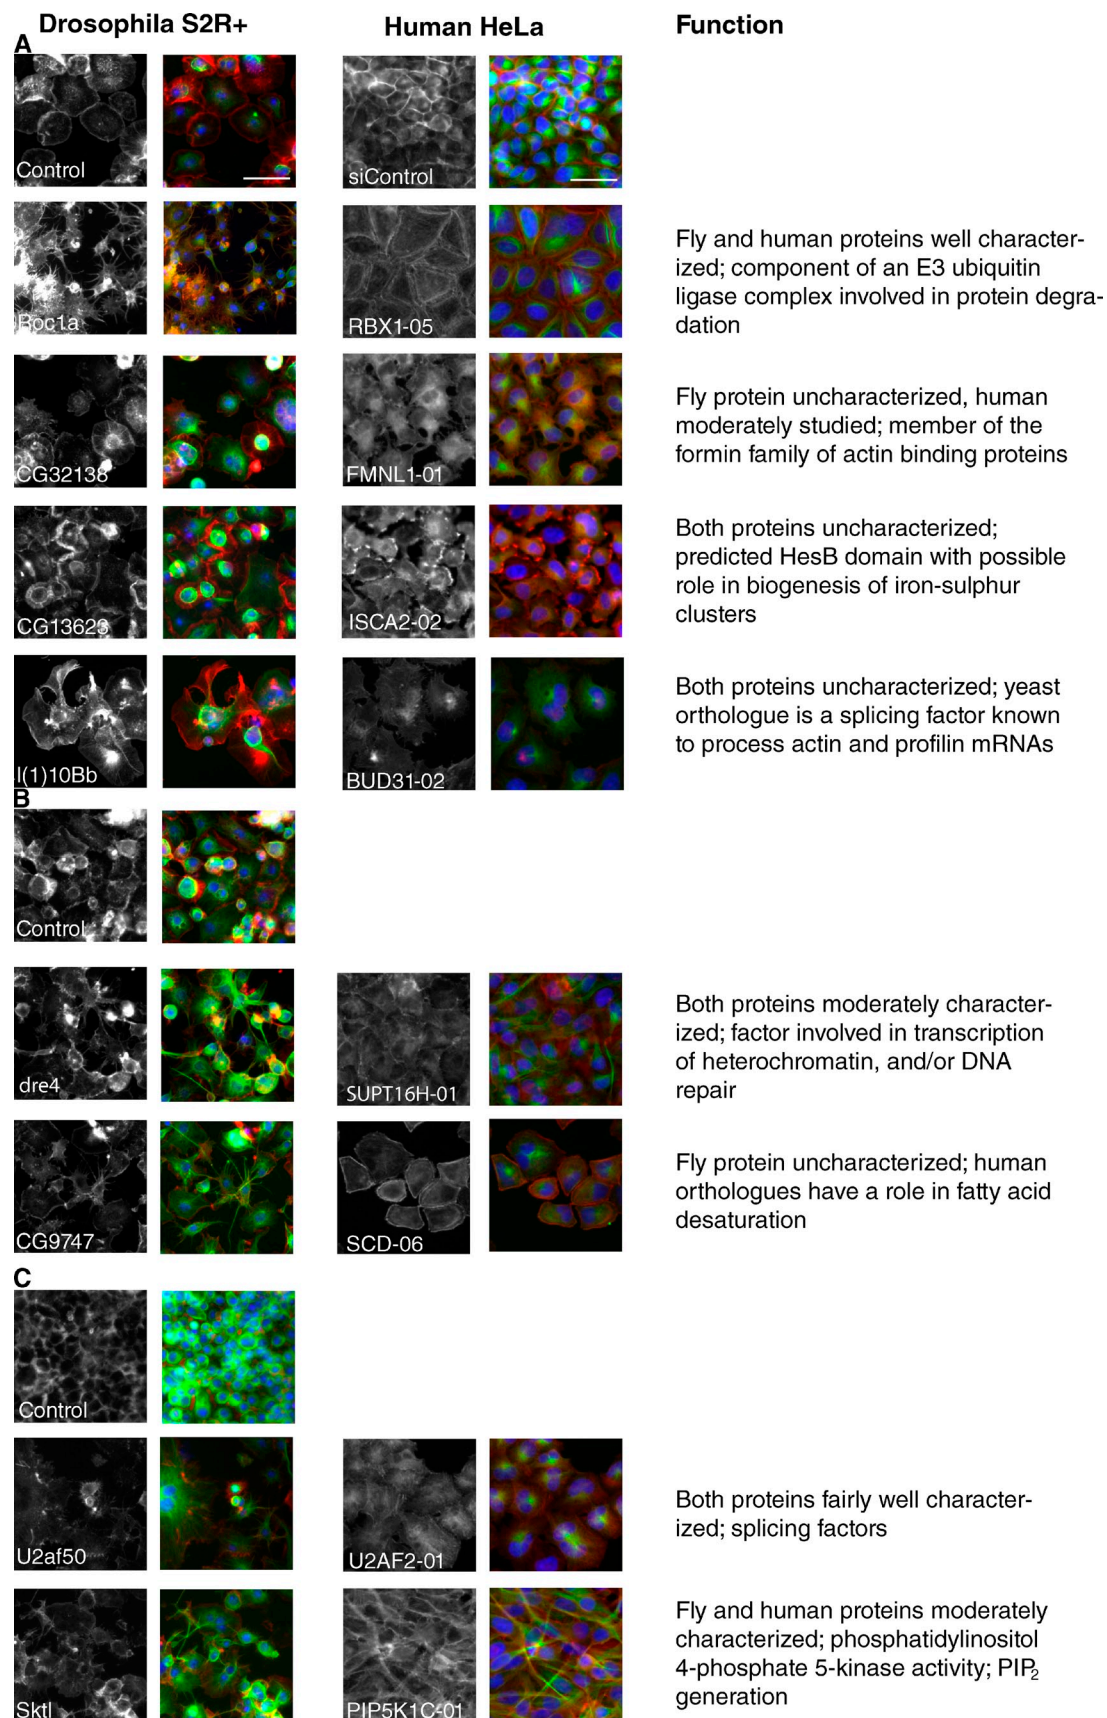 Drosophila S2R+
Human HeLa
Function
A
Control
siControl
Roc1a
RBX1-05
Fly and human proteins well character-
ized; component of an E3 ubiquitin
ligase complex involved in protein degra-
dation
CG32138
FMNL1-01
Fly protein uncharacterized, human
moderately studied; member of the
formin family of actin binding proteins
CG13623
ISCA2-02
Both proteins uncharacterized;
predicted HesB domain with possible
role in biogenesis of iron-sulphur
clusters
l(1)10Bb
BUD31-02
Both proteins uncharacterized; yeast
orthologue is a splicing factor known
to process actin and profilin mRNAs
B
Control
dre4
SUPT16H-01
Both proteins moderately character-
ized; factor involved in transcription
of heterochromatin, and/or DNA
repair
CG9747
SCD-06
Fly protein uncharacterized; human
orthologues have a role in fatty acid
desaturation
C
Control
U2af50
U2AF2-01
Both proteins fairly well character-
ized; splicing factors
Sktl
PIP5K1C-01
Fly and human proteins moderately
characterized; phosphatidylinositol
4-phosphate 5-kinase activity; PIP2
generation